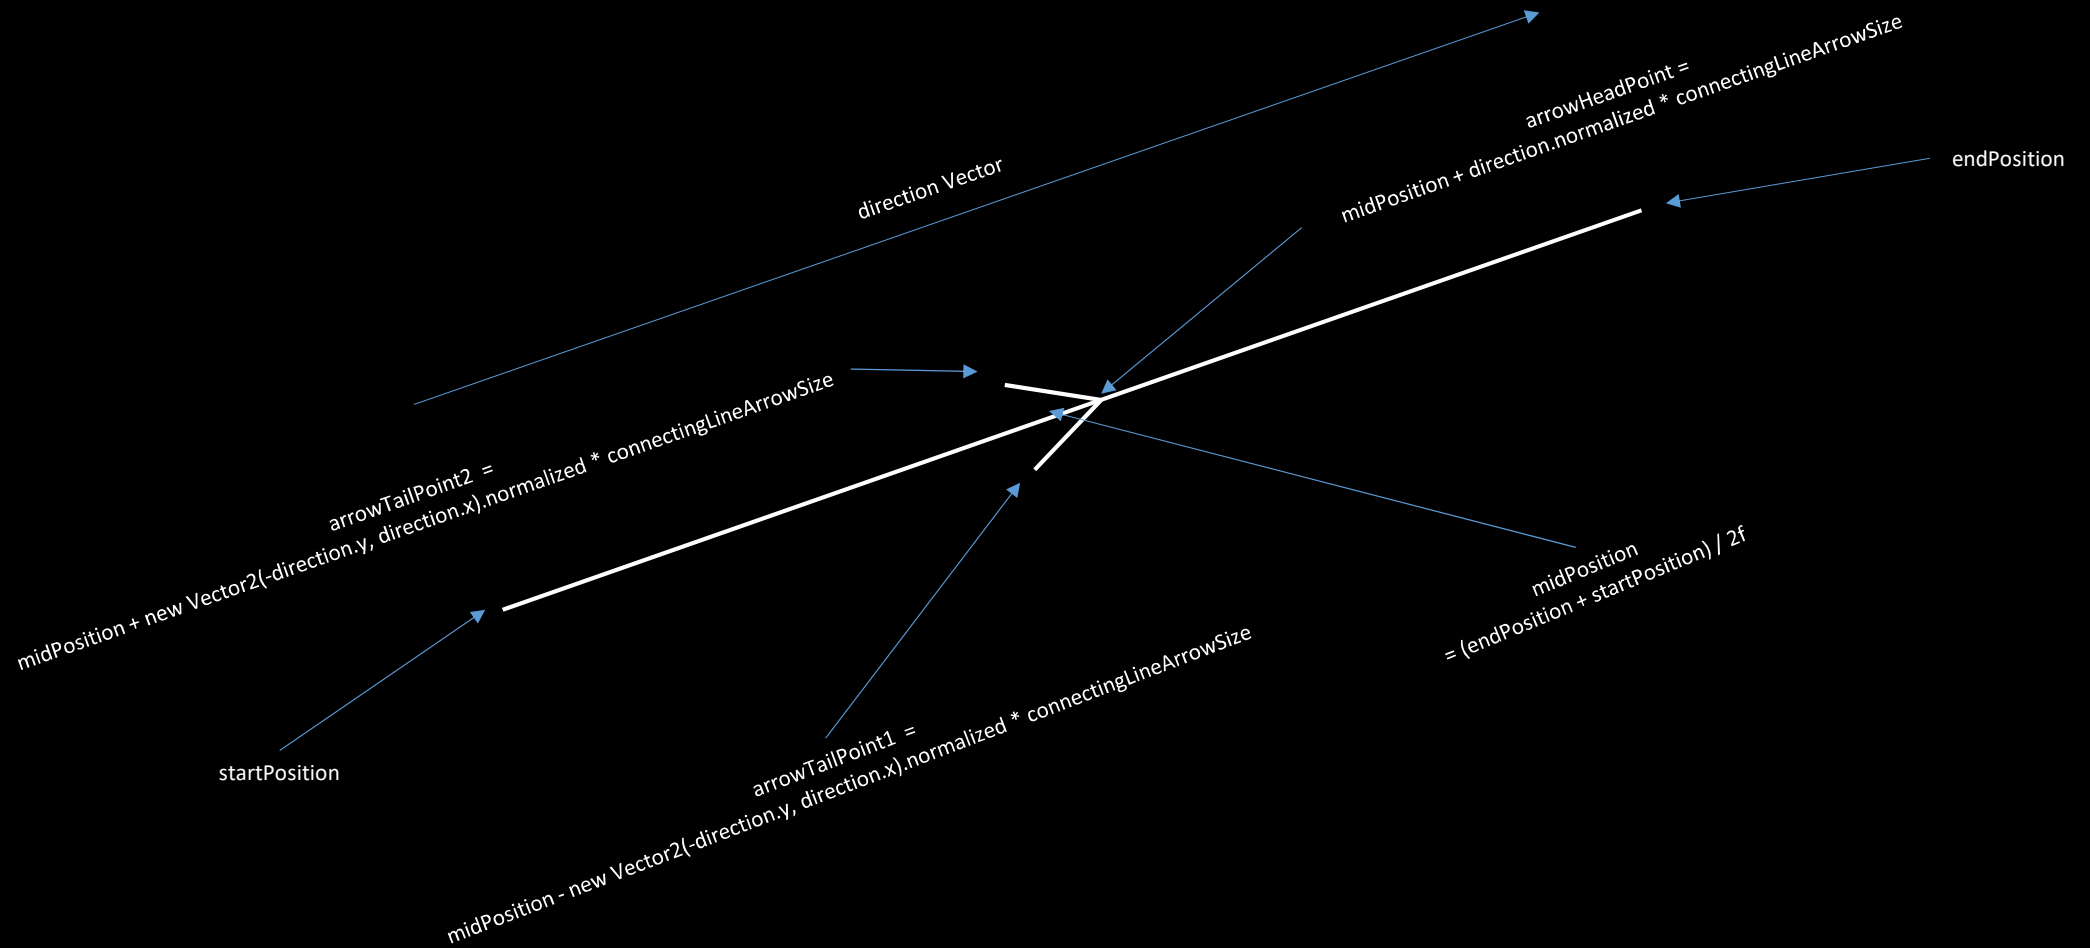 arrowHeadPoint =
midPosition + direction.normalized * connectingLineArrowSize
endPosition
direction Vector
arrowTailPoint2  =
midPosition + new Vector2(-direction.y, direction.x).normalized * connectingLineArrowSize
midPosition
= (endPosition + startPosition) / 2f
startPosition
arrowTailPoint1  =
midPosition - new Vector2(-direction.y, direction.x).normalized * connectingLineArrowSize